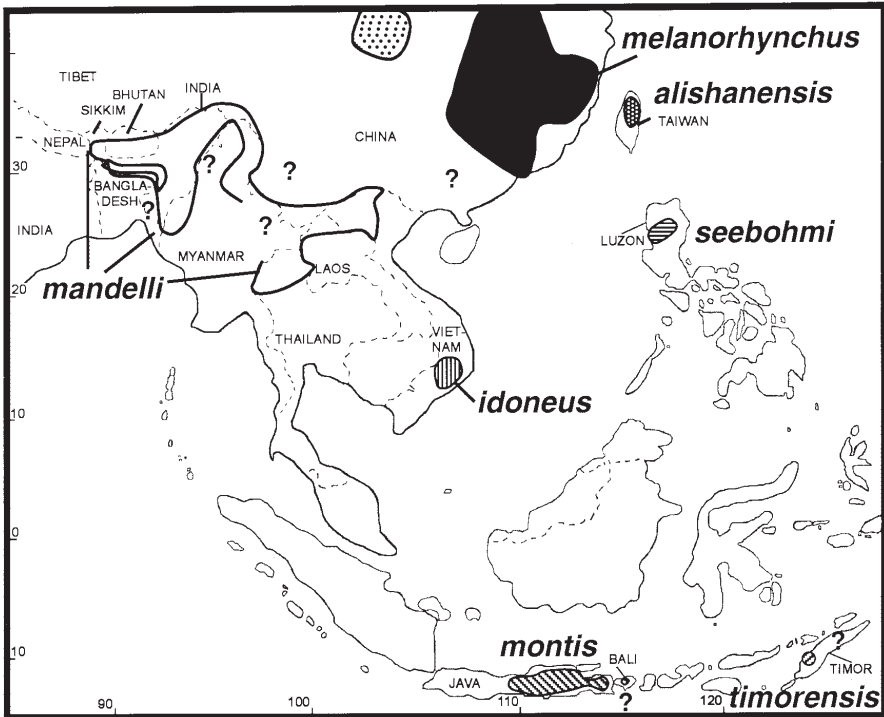 melanorhynchus
TIBET
BHUTAN
INDIA
SIKKIM
alishanensis
TAIWAN
CHINA
NEPAL
?
?
?
30
BANGLA-
DESH
?
?
INDIA
LUZON
seebohmi
MYANMAR
LAOS
mandelli
20
THAILAND
VIET-
NAM
idoneus
10
0
montis
?
BALI
10
JAVA
TIMOR
?
timorensis
90
100
110
120